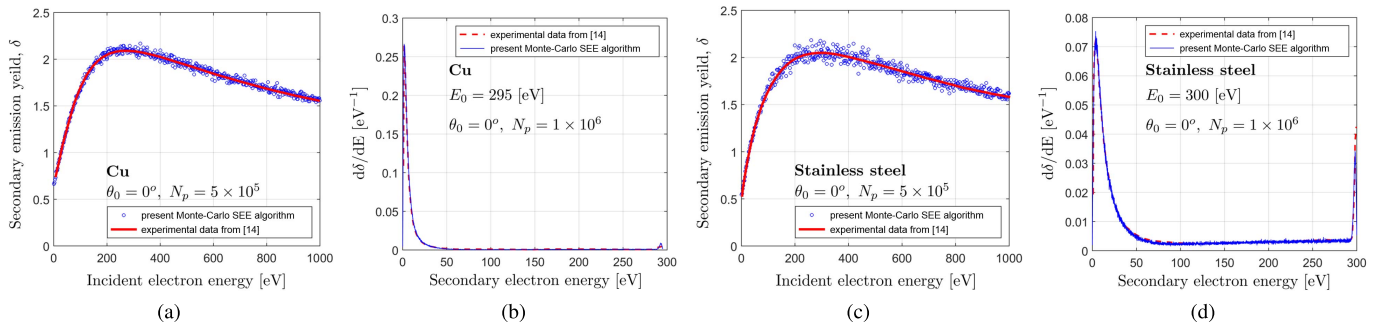 Secondary emission yeild, δ
2.5
2
1.5
1
0.5
0
Cu
θ₀ = 0ᵒ, Nₚ = 5 × 10⁵
present Monte-Carlo SEE algorithm
experimental data from [14]
0 200 400 600 800 1000
Incident electron energy [eV]
(a)
dδ/dE [eV⁻¹]
0.3
0.25
0.2
0.15
0.1
0.05
0
experimental data from [14]
present Monte-Carlo SEE algorithm
Cu
E₀ = 295 [eV]
θ₀ = 0ᵒ, Nₚ = 1 × 10⁶
0 50 100 150 200 250 300
Secondary electron energy [eV]
(b)
Secondary emission yeild, δ
2.5
2
1.5
1
0.5
0
Stainless steel
θ₀ = 0ᵒ, Nₚ = 5 × 10⁵
present Monte-Carlo SEE algorithm
experimental data from [14]
0 200 400 600 800 1000
Incident electron energy [eV]
(c)
dδ/dE [eV⁻¹]
0.08
0.07
0.06
0.05
0.04
0.03
0.02
0.01
0
experimental data from [14]
present Monte-Carlo SEE algorithm
Stainless steel
E₀ = 300 [eV]
θ₀ = 0ᵒ, Nₚ = 1 × 10⁶
0 50 100 150 200 250 300
Secondary electron energy [eV]
(d)